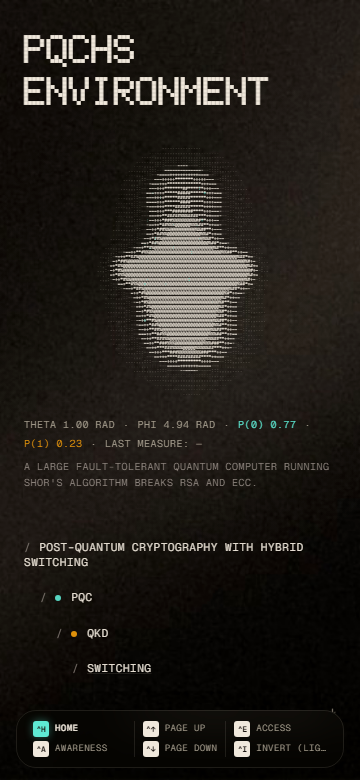 PQCHS
ENVIRONMENT
THETA 1.00 RAD · PHI 4.94 RAD · P(0) 0.77 ·
P(1) 0.23 · LAST MEASURE: —
A LARGE FAULT-TOLERANT QUANTUM COMPUTER RUNNING
SHOR'S ALGORITHM BREAKS RSA AND ECC.
/ POST-QUANTUM CRYPTOGRAPHY WITH HYBRID
SWITCHING
/ PQC
/ QKD
/ SWITCHING
^H HOME
^A AWARENESS
^↑ PAGE UP
^↓ PAGE DOWN
^E ACCESS
^I INVERT (LIG…